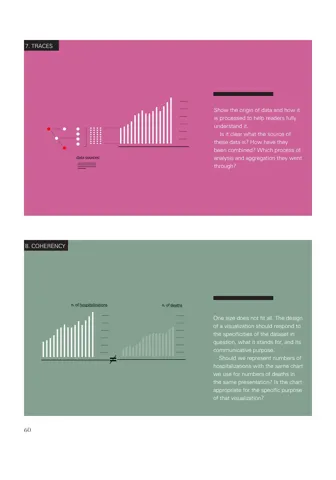 7. TRACES
Show the origin of data and how it
is processed to help readers fully
understand it.
Is it clear what the source of
these data is? How have they
been combined? Which process of
analysis and aggregation they went
through?
data sources
8. COHERENCY
n. of hospitalizations
n. of deaths
One size does not fit all. The design
of a visualization should respond to
the specificities of the dataset in
question, what it stands for, and its
communicative purpose.
Should we represent numbers of
hospitalizations with the same chart
we use for numbers of deaths in
the same presentation? Is the chart
appropriate for the specific purpose
of that visualization?
60